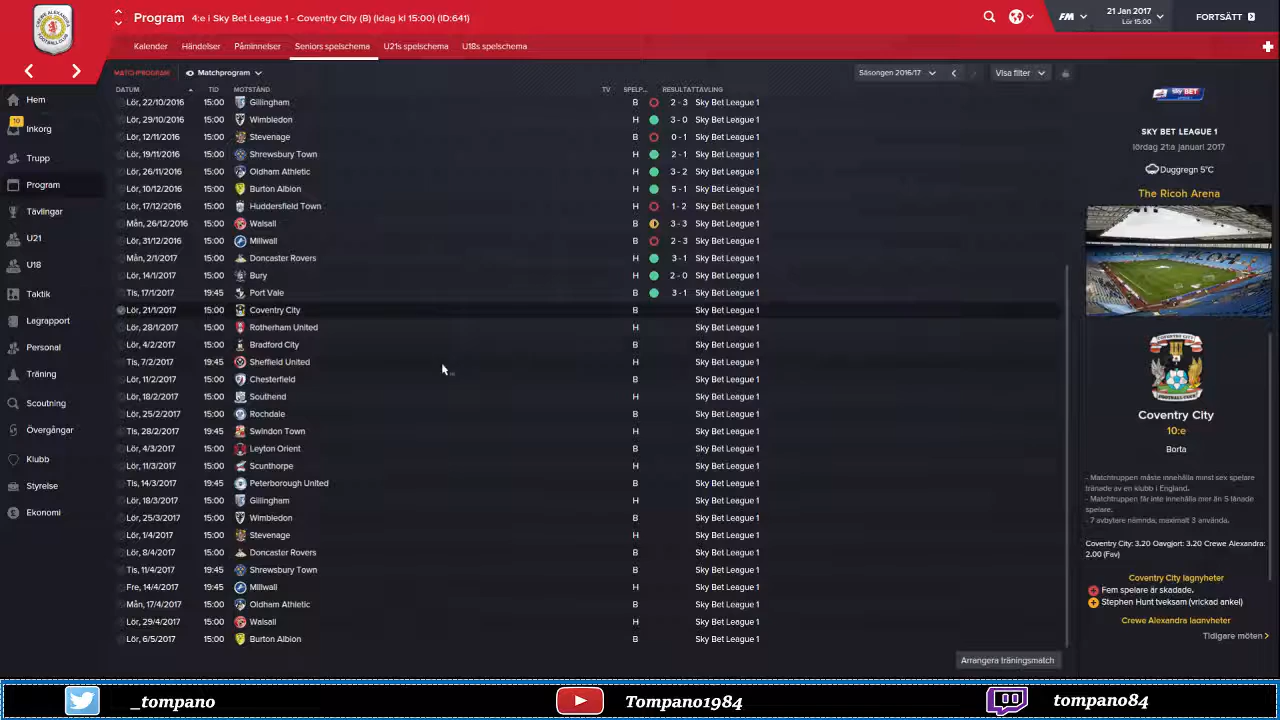 Program 4:e i Sky Bet League 1 - Coventry City (B) (idag kl 15:00) (ID:641)
FM 21 Jan 2017 Lör 15:00 FORTSÄTT
Kalender Händelser Påminnelser Seniors spelschema U21s spelschema U18s spelschema
MATCHPROGRAM Matchprogram Säsongen 2016/17 Visa filter
DATUM TID MOTSTÅND TV SPELP... RESULTAT TÄVLING
Lör, 22/10/2016 15:00 Gillingham B 2 - 3 Sky Bet League 1
Lör, 29/10/2016 15:00 Wimbledon H 3 - 0 Sky Bet League 1
Lör, 12/11/2016 15:00 Stevenage B 0 - 1 Sky Bet League 1
Lör, 19/11/2016 15:00 Shrewsbury Town H 2 - 1 Sky Bet League 1
Lör, 26/11/2016 15:00 Oldham Athletic H 3 - 2 Sky Bet League 1
Lör, 10/12/2016 15:00 Burton Albion H 5 - 1 Sky Bet League 1
Lör, 17/12/2016 15:00 Huddersfield Town H 1 - 2 Sky Bet League 1
Mån, 26/12/2016 15:00 Walsall B 3 - 3 Sky Bet League 1
Lör, 31/12/2016 15:00 Millwall B 2 - 3 Sky Bet League 1
Mån, 2/1/2017 15:00 Doncaster Rovers H 3 - 1 Sky Bet League 1
Lör, 14/1/2017 15:00 Bury H 2 - 0 Sky Bet League 1
Tis, 17/1/2017 19:45 Port Vale B 3 - 1 Sky Bet League 1
Lör, 21/1/2017 15:00 Coventry City B Sky Bet League 1
Lör, 28/1/2017 15:00 Rotherham United H Sky Bet League 1
Lör, 4/2/2017 15:00 Bradford City B Sky Bet League 1
Tis, 7/2/2017 19:45 Sheffield United H Sky Bet League 1
Lör, 11/2/2017 15:00 Chesterfield B Sky Bet League 1
Lör, 18/2/2017 15:00 Southend H Sky Bet League 1
Lör, 25/2/2017 15:00 Rochdale B Sky Bet League 1
Tis, 28/2/2017 19:45 Swindon Town H Sky Bet League 1
Lör, 4/3/2017 15:00 Leyton Orient B Sky Bet League 1
Lör, 11/3/2017 15:00 Scunthorpe H Sky Bet League 1
Tis, 14/3/2017 19:45 Peterborough United B Sky Bet League 1
Lör, 18/3/2017 15:00 Gillingham H Sky Bet League 1
Lör, 25/3/2017 15:00 Wimbledon B Sky Bet League 1
Lör, 1/4/2017 15:00 Stevenage H Sky Bet League 1
Lör, 8/4/2017 15:00 Doncaster Rovers B Sky Bet League 1
Tis, 11/4/2017 19:45 Shrewsbury Town B Sky Bet League 1
Fre, 14/4/2017 19:45 Millwall H Sky Bet League 1
Mån, 17/4/2017 15:00 Oldham Athletic B Sky Bet League 1
Lör, 29/4/2017 15:00 Walsall H Sky Bet League 1
Lör, 6/5/2017 15:00 Burton Albion B Sky Bet League 1
Arrangera träningsmatch
Hem
10
Inkorg
Trupp
Program
Tävlingar
U21
U18
Taktik
Lagrapport
Personal
Träning
Scoutning
Övergångar
Klubb
Styrelse
Ekonomi
sky BET
SKY BET LEAGUE 1
lördag 21:a januari 2017
Duggregn 5°C
The Ricoh Arena
COVENTRY CITY
FOOTBALL CLUB
Coventry City
10:e
Borta
- Matchtruppen måste innehålla minst sex spelare
tränade av en klubb i England.
- Matchtruppen får inte innehålla mer än 5 lånade
spelare.
- 7 avbytare nämnda, maximalt 3 använda.
Coventry City: 3.20 Oavgjort: 3.20 Crewe Alexandra:
2.00 (Fav)
Coventry City lagnyheter
Fem spelare är skadade.
Stephen Hunt tveksam (vrickad ankel)
Crewe Alexandra lagnyheter
Tidigare möten
_tompano Tompano1984 tompano84